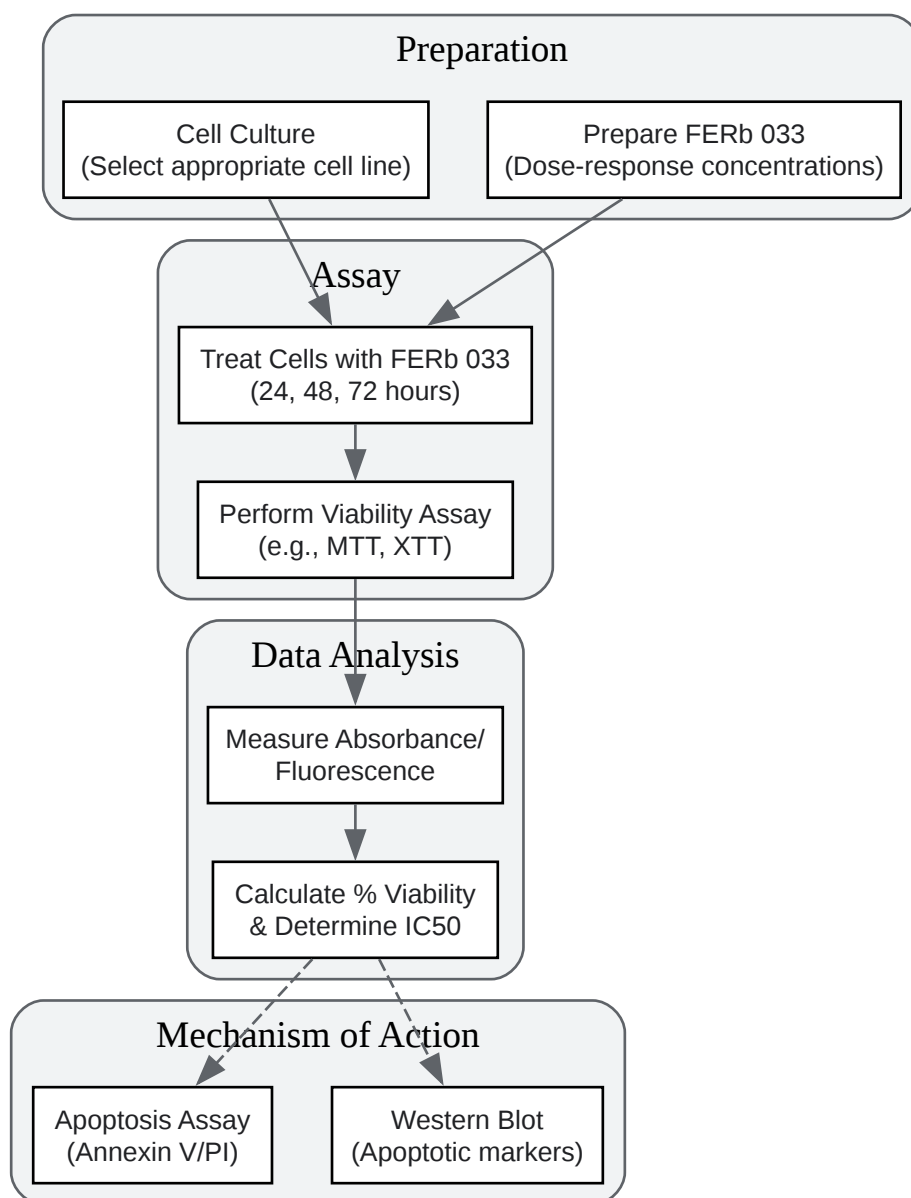 Preparation
Cell Culture
(Select appropriate cell line)
Prepare FERb 033
(Dose-response concentrations)
Assay
Treat Cells with FERb 033
(24, 48, 72 hours)
Perform Viability Assay
(e.g., MTT, XTT)
Data Analysis
Measure Absorbance/
Fluorescence
Calculate % Viability
& Determine IC50
Mechanism of Action
Apoptosis Assay
(Annexin V/PI)
Western Blot
(Apoptotic markers)